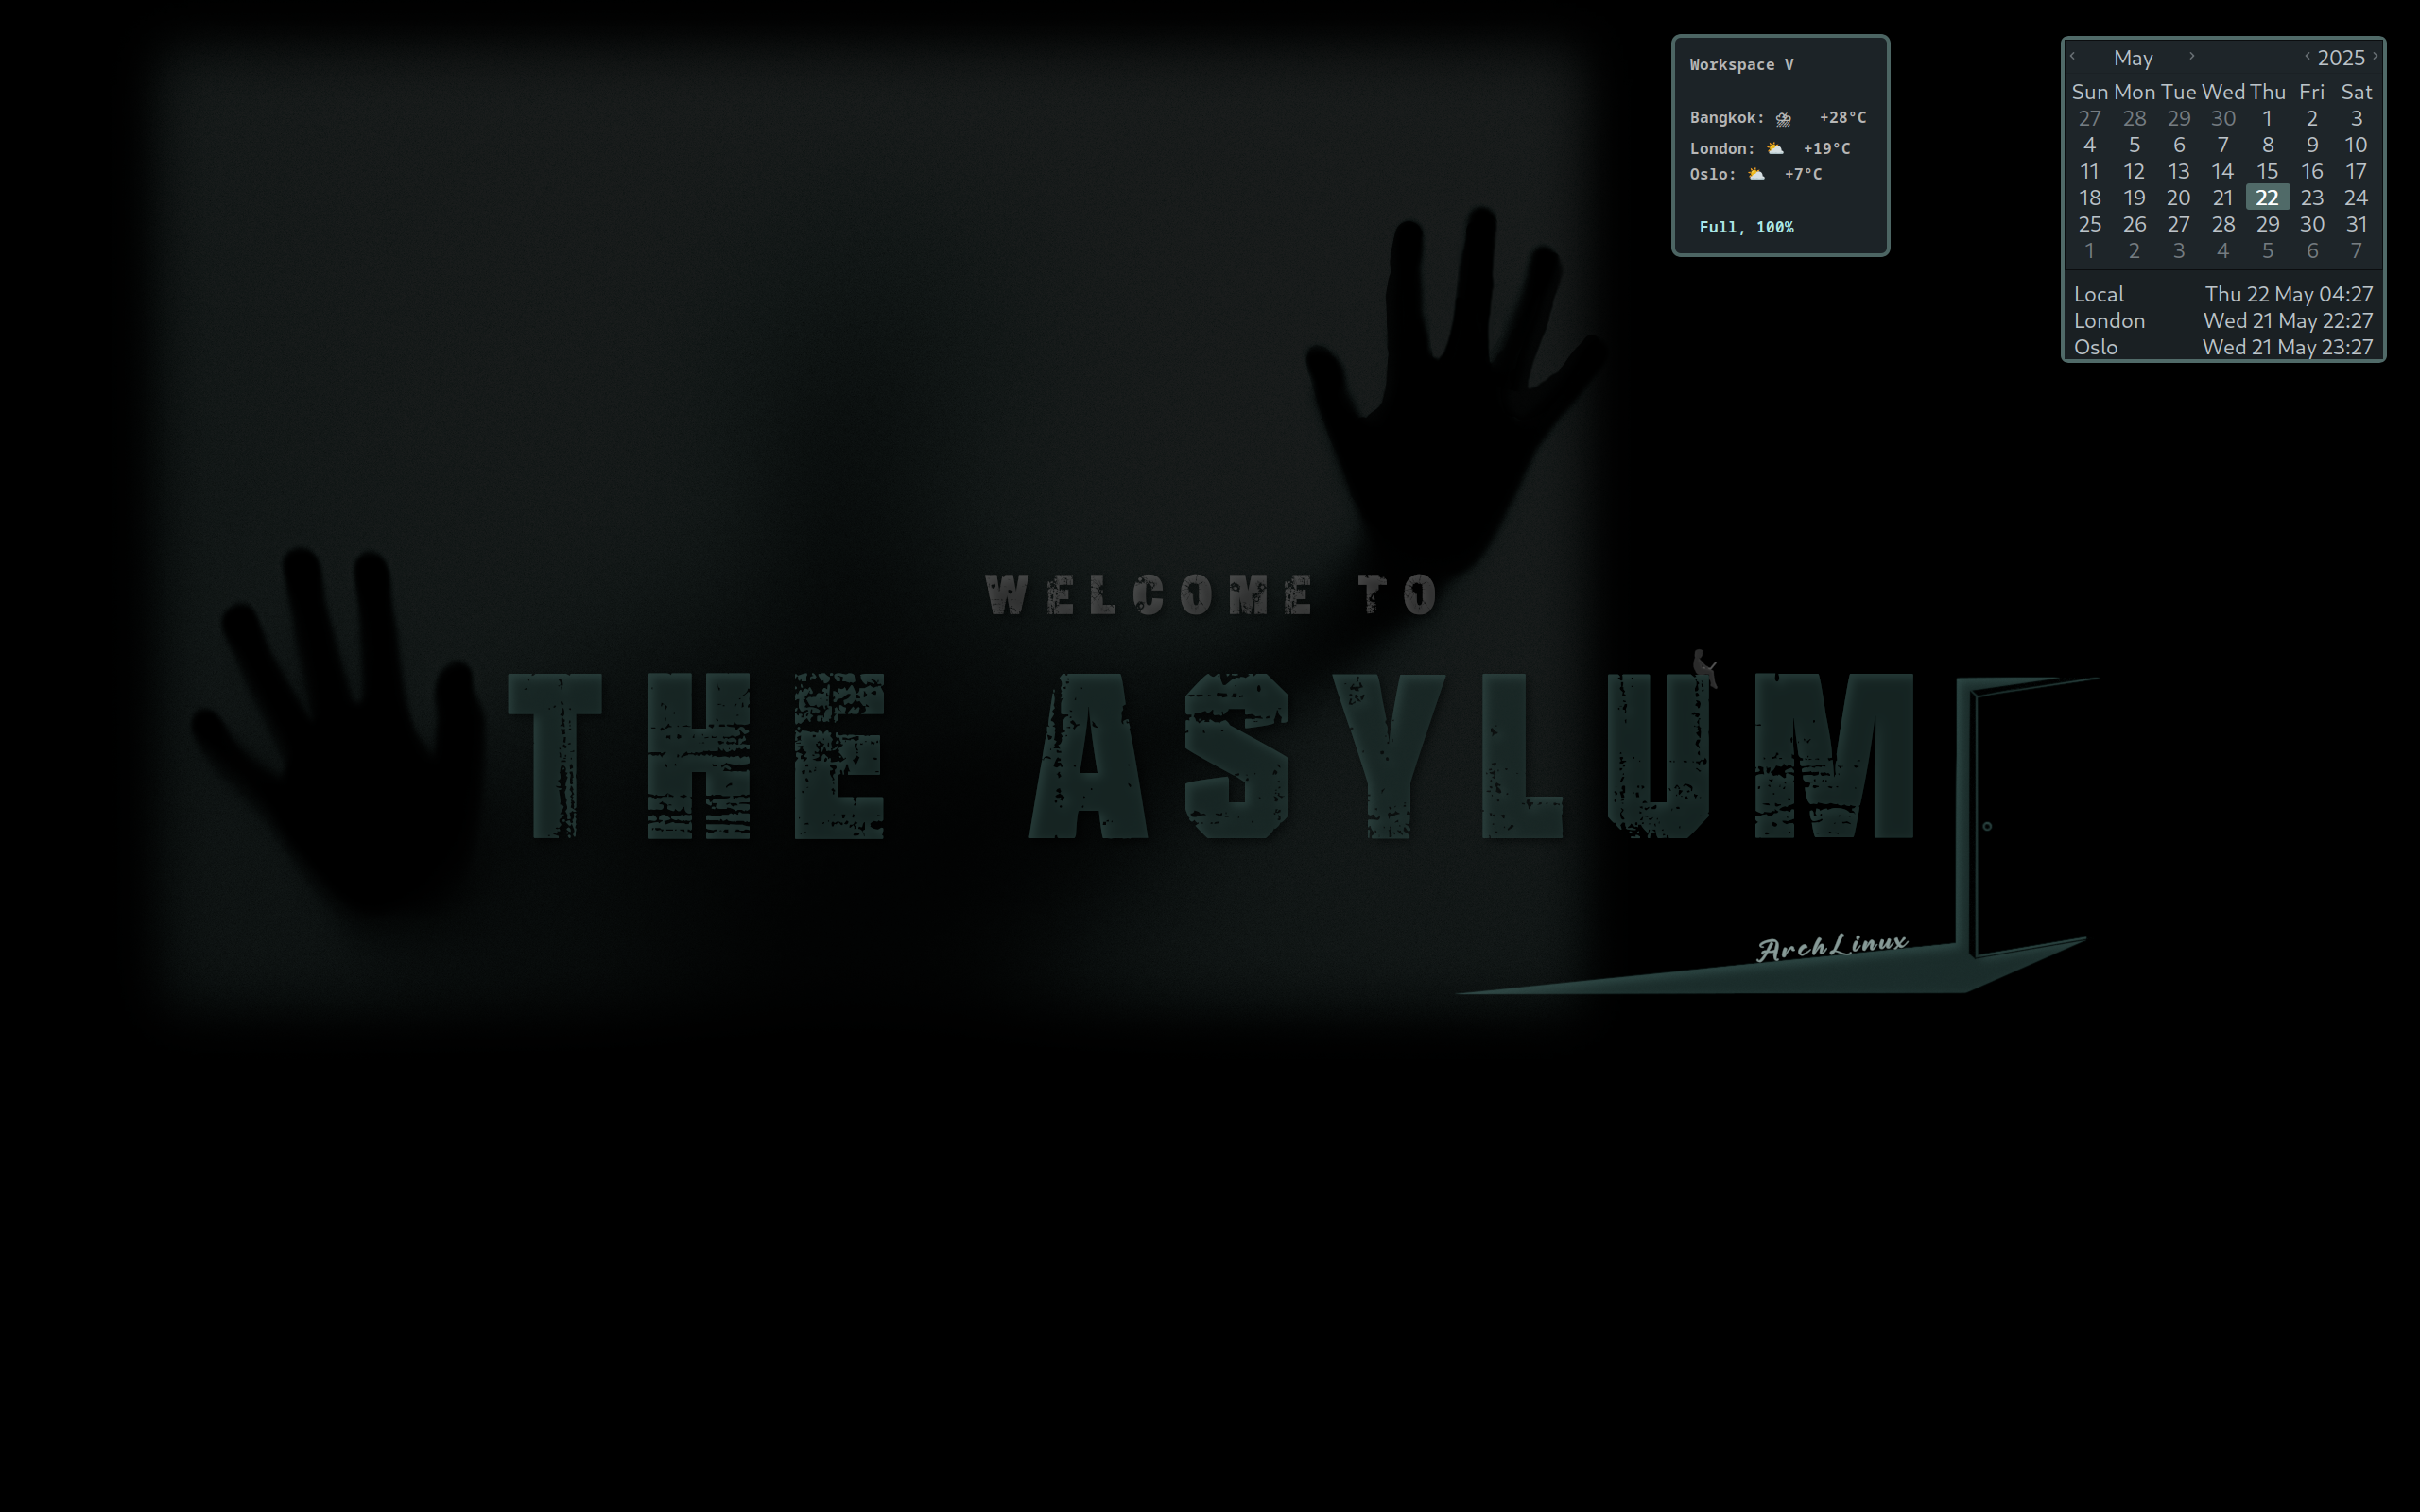 Workspace V
Bangkok: ⛈ +28°C
London: ⛅ +19°C
Oslo: ⛅ +7°C
Full, 100%
‹ May › ‹ 2025 ›
Sun Mon Tue Wed Thu Fri Sat
27 28 29 30 1 2 3
4 5 6 7 8 9 10
11 12 13 14 15 16 17
18 19 20 21 22 23 24
25 26 27 28 29 30 31
1 2 3 4 5 6 7
Local Thu 22 May 04:27
London Wed 21 May 22:27
Oslo Wed 21 May 23:27
WELCOME TO
THE ASYLUM
ArchLinux